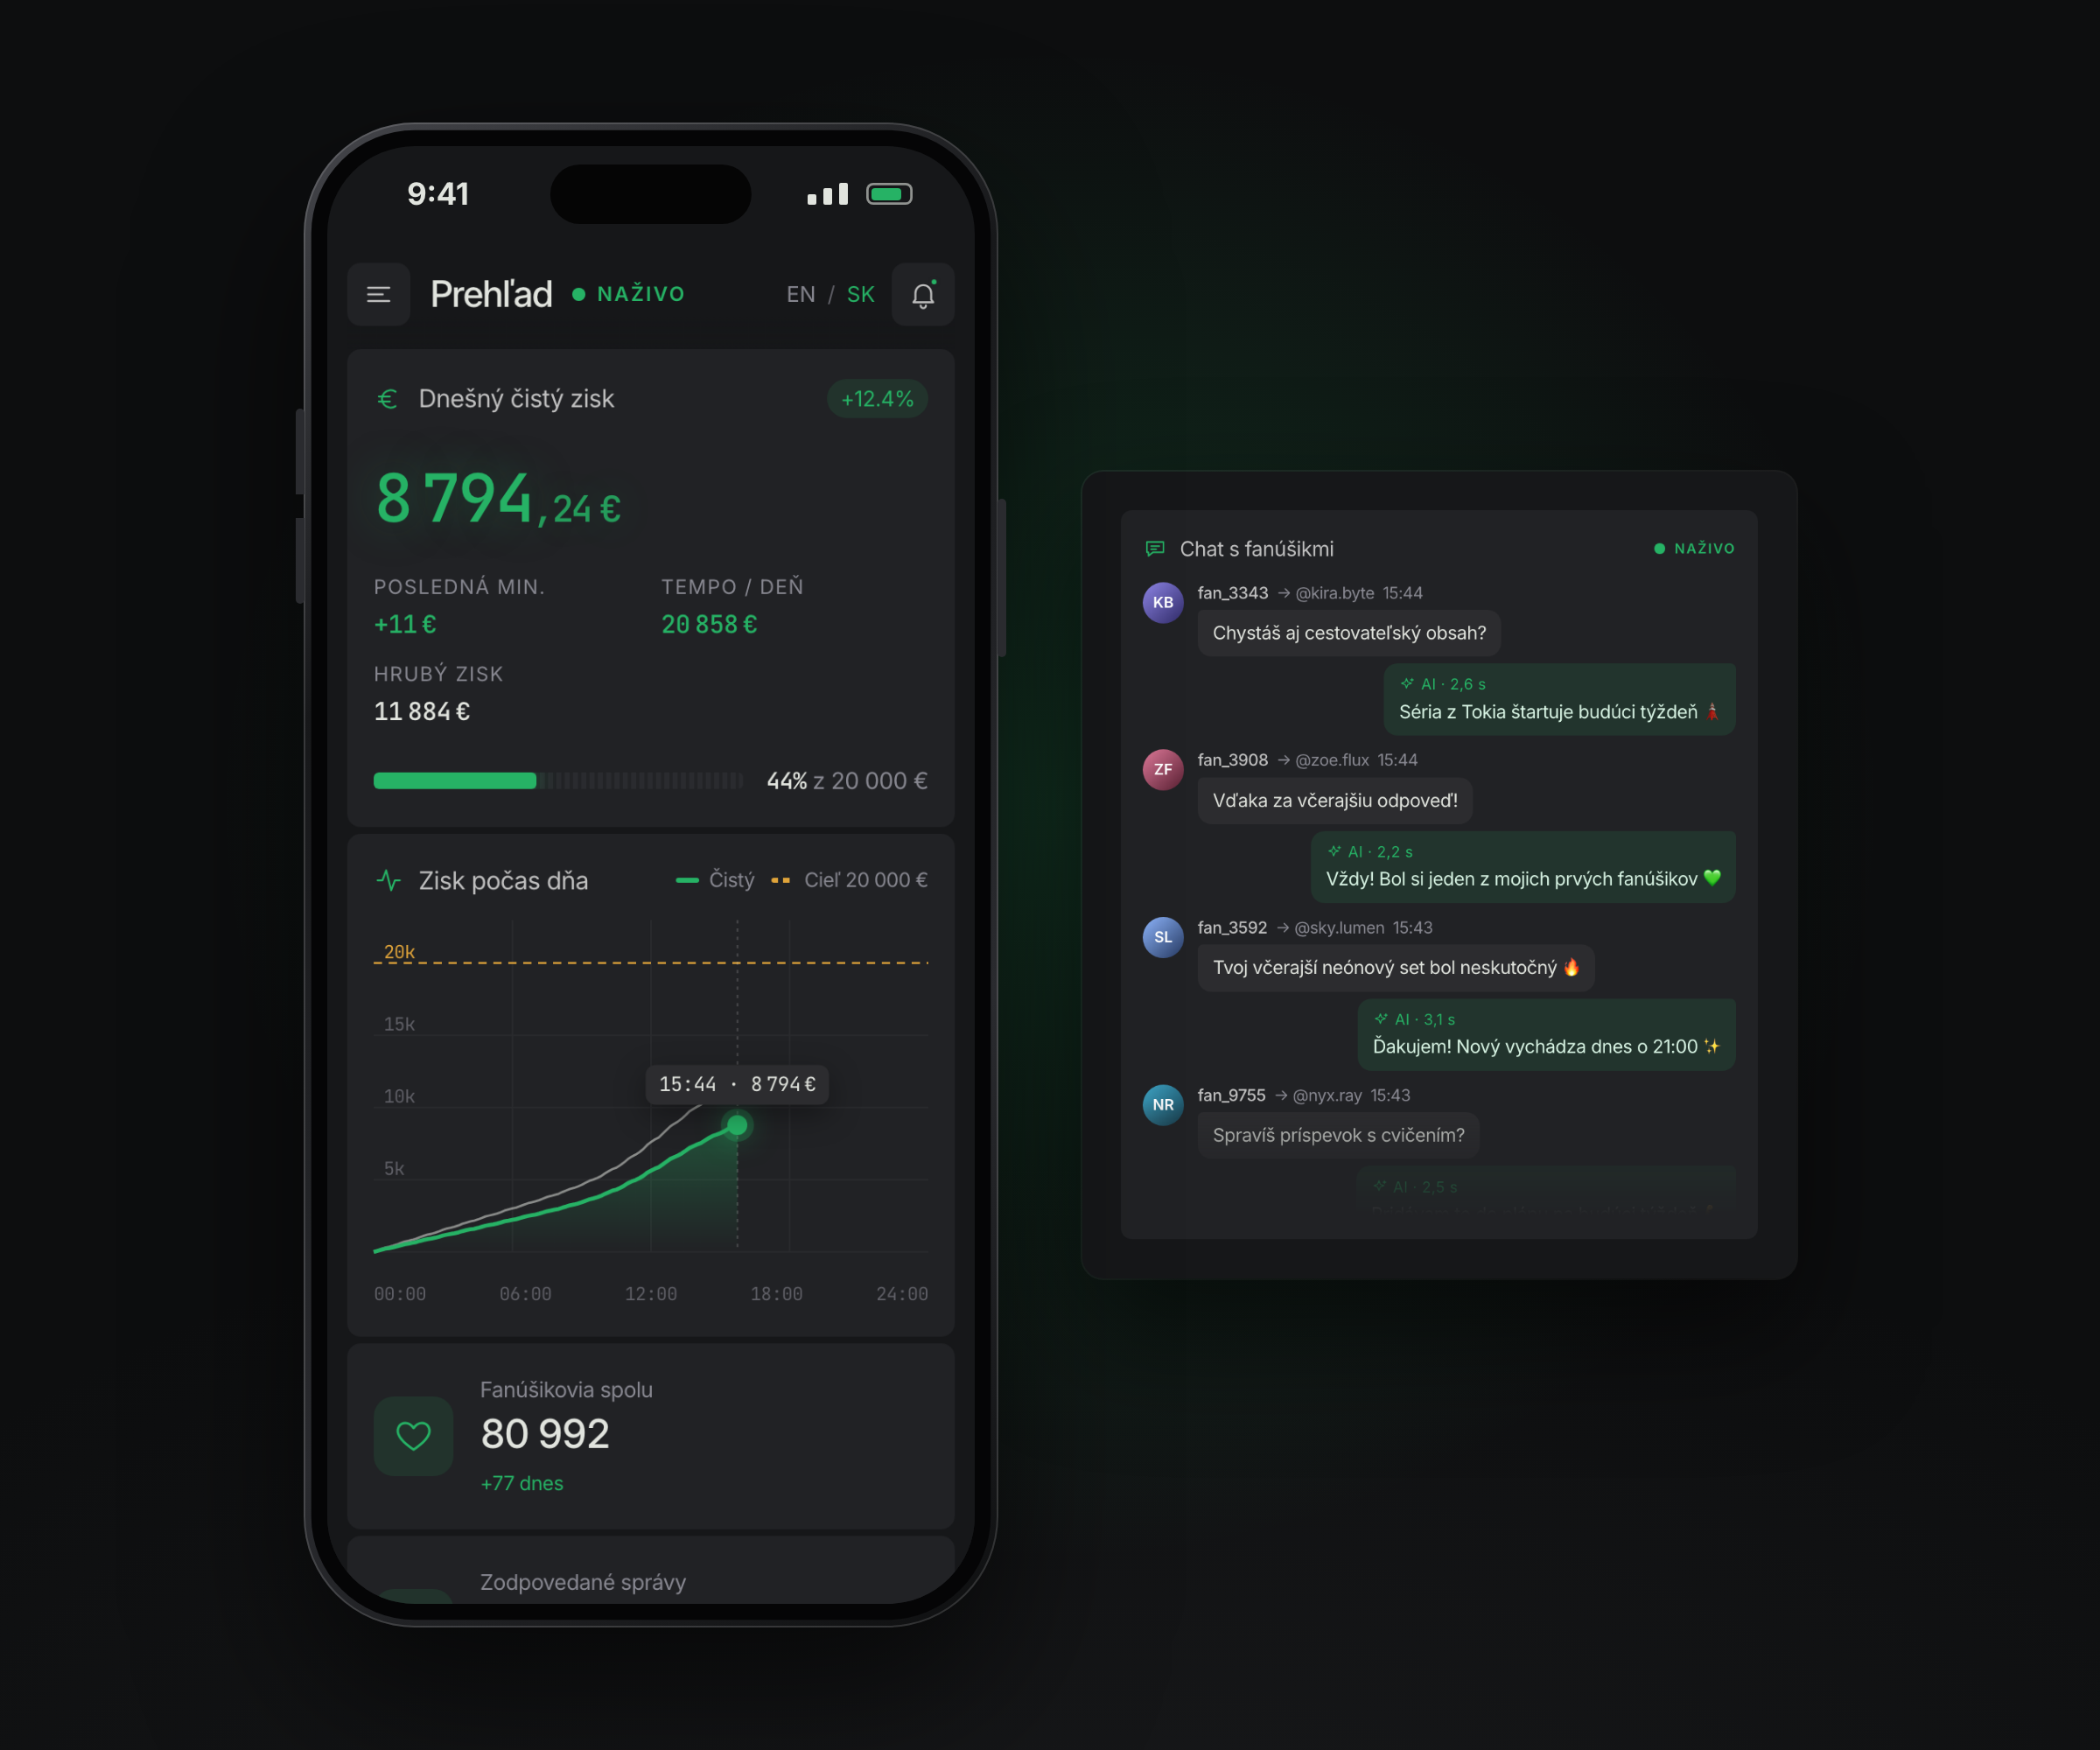 9:41
Prehľad NAŽIVO EN / SK
€ Dnešný čistý zisk +12.4%
8 794,24 €
POSLEDNÁ MIN. TEMPO / DEŇ
+11 € 20 858 €
HRUBÝ ZISK
11 884 €
44% z 20 000 €
Zisk počas dňa Čistý Cieľ 20 000 €
20k
15k
15:44 · 8 794 €
10k
5k
00:00 06:00 12:00 18:00 24:00
Fanúšikovia spolu
80 992
+77 dnes
Zodpovedané správy
Chat s fanúšikmi NAŽIVO
KB fan_3343 → @kira.byte 15:44
Chystáš aj cestovateľský obsah?
AI · 2,6 s
Séria z Tokia štartuje budúci týždeň 🗼
ZF fan_3908 → @zoe.flux 15:44
Vďaka za včerajšiu odpoveď!
AI · 2,2 s
Vždy! Bol si jeden z mojich prvých fanúšikov 💚
SL fan_3592 → @sky.lumen 15:43
Tvoj včerajší neónový set bol neskutočný 🔥
AI · 3,1 s
Ďakujem! Nový vychádza dnes o 21:00 ✨
NR fan_9755 → @nyx.ray 15:43
Spravíš príspevok s cvičením?
AI · 2,5 s